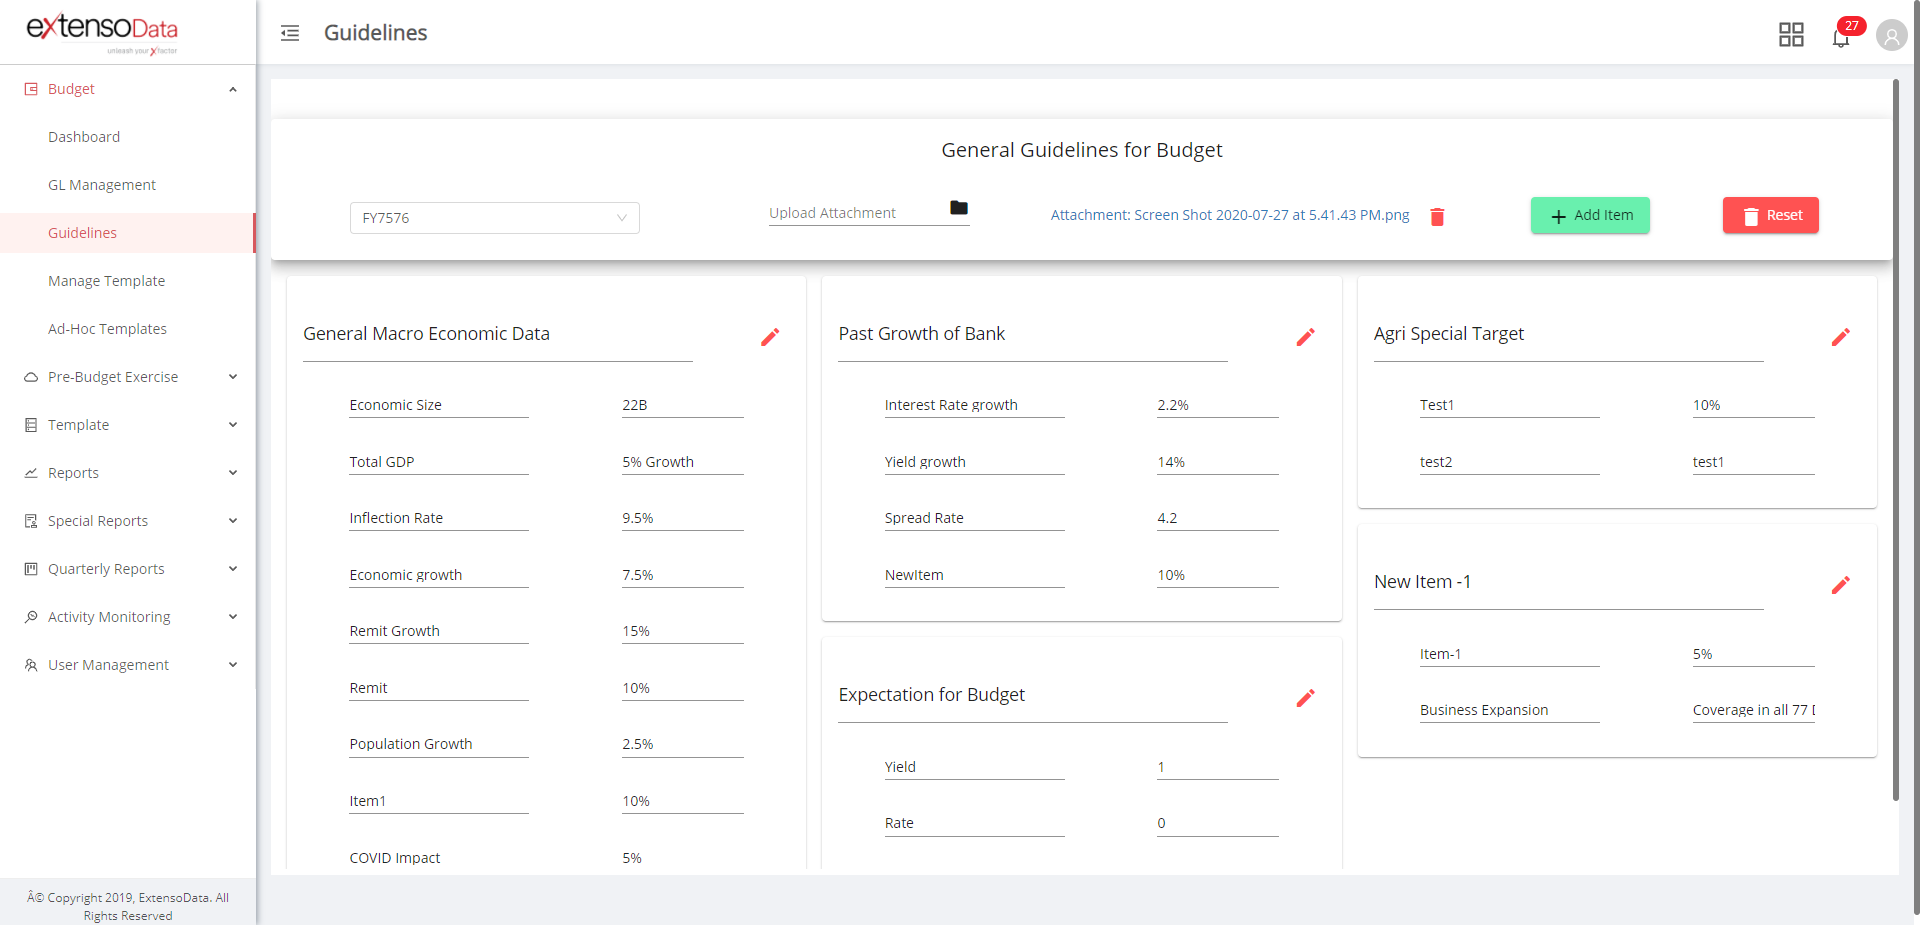 extensoData
unleash your Xfactor
Guidelines
27
Budget
Dashboard
GL Management
Guidelines
Manage Template
Ad-Hoc Templates
Pre-Budget Exercise
Template
Reports
Special Reports
Quarterly Reports
Activity Monitoring
User Management
Â© Copyright 2019, ExtensoData. All
Rights Reserved
General Guidelines for Budget
FY7576
Upload Attachment
Attachment: Screen Shot 2020-07-27 at 5.41.43 PM.png
Add Item
Reset
General Macro Economic Data
Economic Size 22B
Total GDP 5% Growth
Inflection Rate 9.5%
Economic growth 7.5%
Remit Growth 15%
Remit 10%
Population Growth 2.5%
Item1 10%
COVID Impact 5%
Past Growth of Bank
Interest Rate growth 2.2%
Yield growth 14%
Spread Rate 4.2
NewItem 10%
Expectation for Budget
Yield 1
Rate 0
Agri Special Target
Test1 10%
test2 test1
New Item -1
Item-1 5%
Business Expansion Coverage in all 77